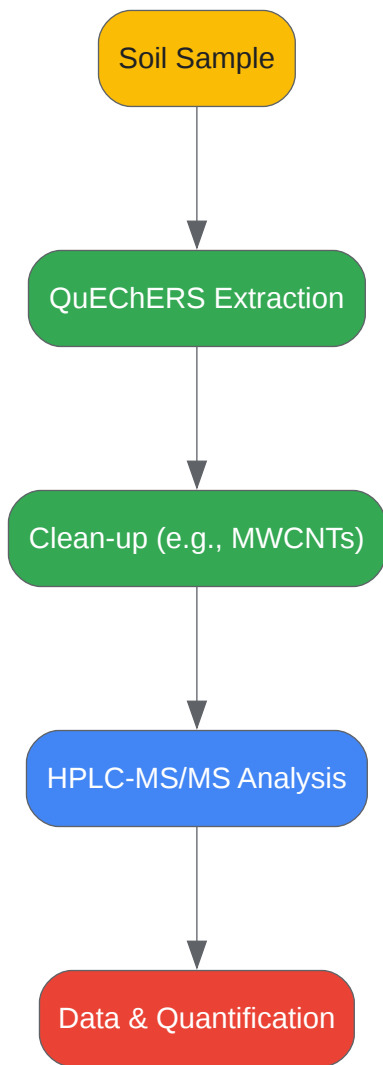 Soil Sample
QuEChERS Extraction
Clean-up (e.g., MWCNTs)
HPLC-MS/MS Analysis
Data & Quantification